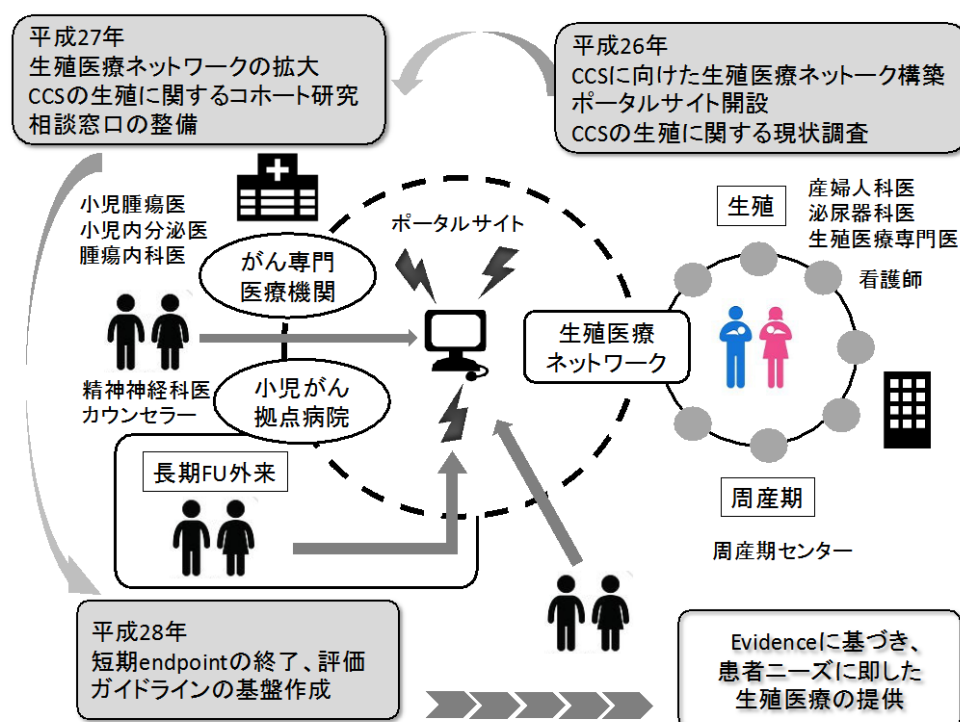 平成27年
生殖医療ネットワークの拡大
CCSの生殖に関するコホート研究
相談窓口の整備
平成26年
CCSに向けた生殖医療ネットーク構築
ポータルサイト開設
CCSの生殖に関する現状調査
小児腫瘍医
小児内分泌医
腫瘍内科医
がん専門
医療機関
ポータルサイト
生殖
産婦人科医
泌尿器科医
生殖医療専門医
看護師
生殖医療
ネットワーク
精神神経科医
カウンセラー
小児がん
拠点病院
長期FU外来
周産期
周産期センター
平成28年
短期endpointの終了、評価
ガイドラインの基盤作成
Evidenceに基づき、
患者ニーズに即した
生殖医療の提供